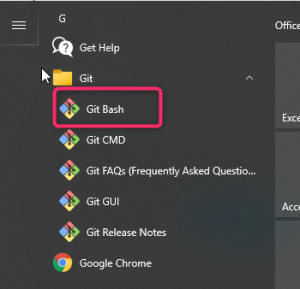 G
Office
Get Help
Git
Git Bash
Git CMD
Git FAQs (Frequently Asked Questio...
Exce
Git GUI
Git Release Notes
Acce
Google Chrome